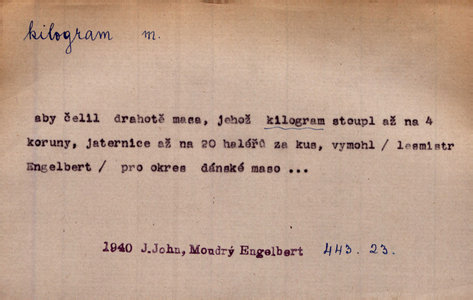 kilogram m.
aby čelil drahotě masa, jehož kilogram stoupl až na 4
koruny, jaternice až na 20 haléřů za kus, vymohl / lesmistr
Engelbert / pro okres dánské maso ...
1940 J.John, Moudrý Engelbert 443. 23.